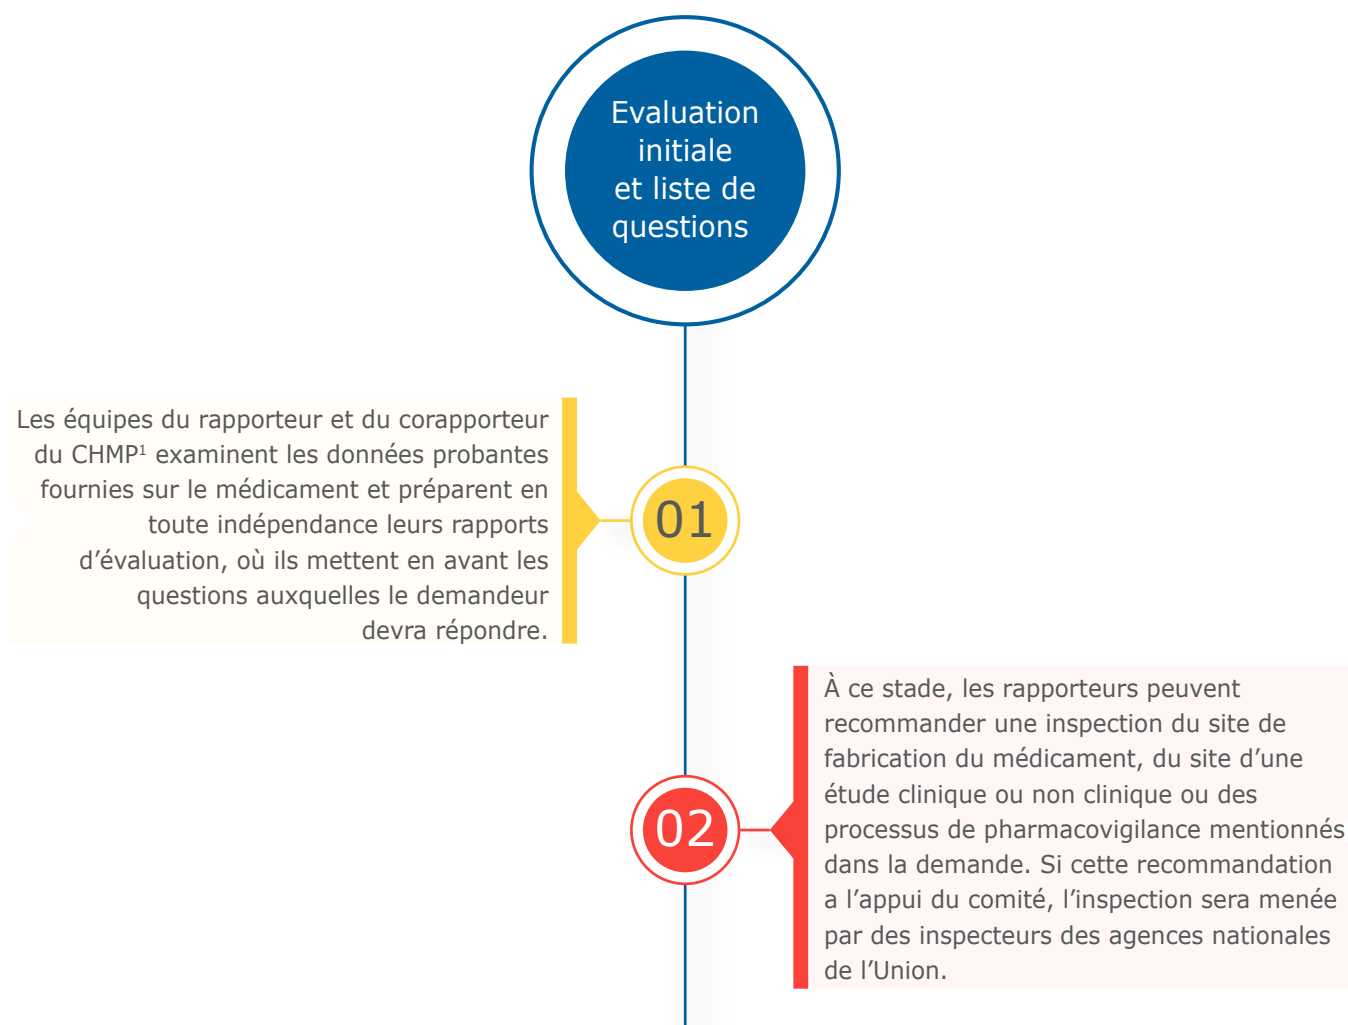 Evaluation
initiale
et liste de
questions
Les équipes du rapporteur et du corapporteur
du CHMP¹ examinent les données probantes
fournies sur le médicament et préparent en
toute indépendance leurs rapports
d’évaluation, où ils mettent en avant les
questions auxquelles le demandeur
devra répondre.
01
À ce stade, les rapporteurs peuvent
recommander une inspection du site de
fabrication du médicament, du site d’une
étude clinique ou non clinique ou des
processus de pharmacovigilance mentionnés
dans la demande. Si cette recommandation
a l’appui du comité, l’inspection sera menée
par des inspecteurs des agences nationales
de l’Union.
02